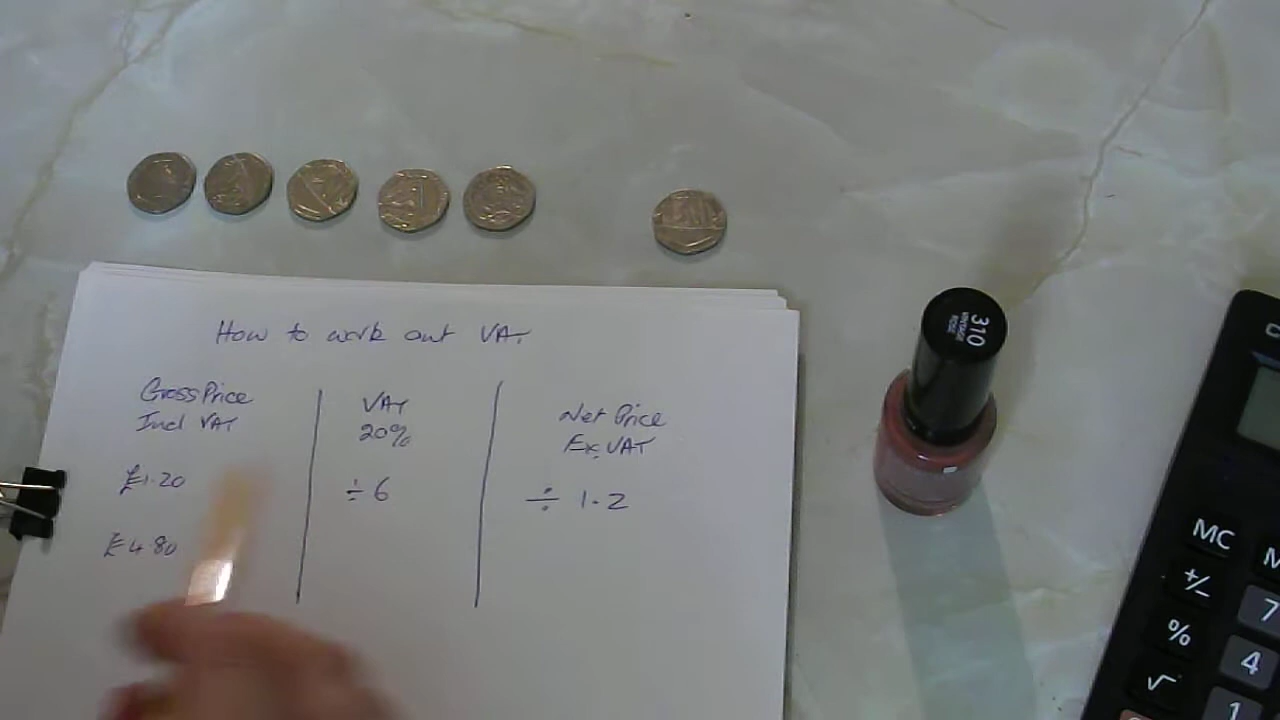 How to work out VAT
Gross Price
Incl VAT
VAT
20%
Net Price
Ex.VAT
£1.20
÷6
÷ 1.2
£4.80
310
MC
+/-
%
7
√
4
1